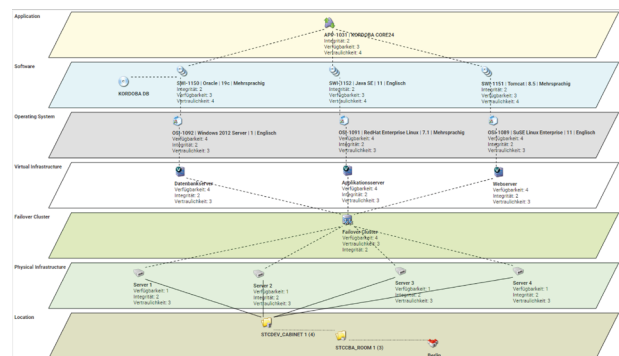 Application
APP-1031 | KORDOBA CORE24
Integrität: 2
Verfügbarkeit: 3
Vertraulichkeit: 4
Software
KORDOBA DB
SWI-1150 | Oracle | 19c | Mehrsprachig
Integrität: 2
Verfügbarkeit: 3
Vertraulichkeit: 4
SWI-1152 | Java SE | 11 | Englisch
Integrität: 2
Verfügbarkeit: 3
Vertraulichkeit: 4
SWI-1151 | Tomcat | 8.5 | Mehrsprachig
Integrität: 2
Verfügbarkeit: 3
Vertraulichkeit: 4
Operating System
OSI-1092 | Windows 2012 Server | 1 | Englisch
Verfügbarkeit: 4
Integrität: 2
Vertraulichkeit: 3
OSI-1091 | RedHat Enterprise Linux | 7.1 | Mehrsprachig
Verfügbarkeit: 4
Integrität: 2
Vertraulichkeit: 3
OSI-1089 | SuSE Linux Enterprise | 11 | Englisch
Verfügbarkeit: 4
Integrität: 2
Vertraulichkeit: 3
Virtual Infrastructure
Datenbankserver
Verfügbarkeit: 4
Integrität: 2
Vertraulichkeit: 3
Applikationsserver
Verfügbarkeit: 4
Integrität: 2
Vertraulichkeit: 3
Webserver
Verfügbarkeit: 4
Integrität: 2
Vertraulichkeit: 3
Failover Cluster
Failover Cluster
Verfügbarkeit: 4
Vertraulichkeit: 3
Integrität: 2
Physical Infrastructure
Server 1
Verfügbarkeit: 1
Integrität: 2
Vertraulichkeit: 3
Server 2
Verfügbarkeit: 1
Integrität: 2
Vertraulichkeit: 3
Server 3
Verfügbarkeit: 1
Integrität: 2
Vertraulichkeit: 3
Server 4
Verfügbarkeit: 1
Integrität: 2
Vertraulichkeit: 3
Location
STCDEV_CABINET 1 (4)
STCCBA_ROOM 1 (3)
Berlin